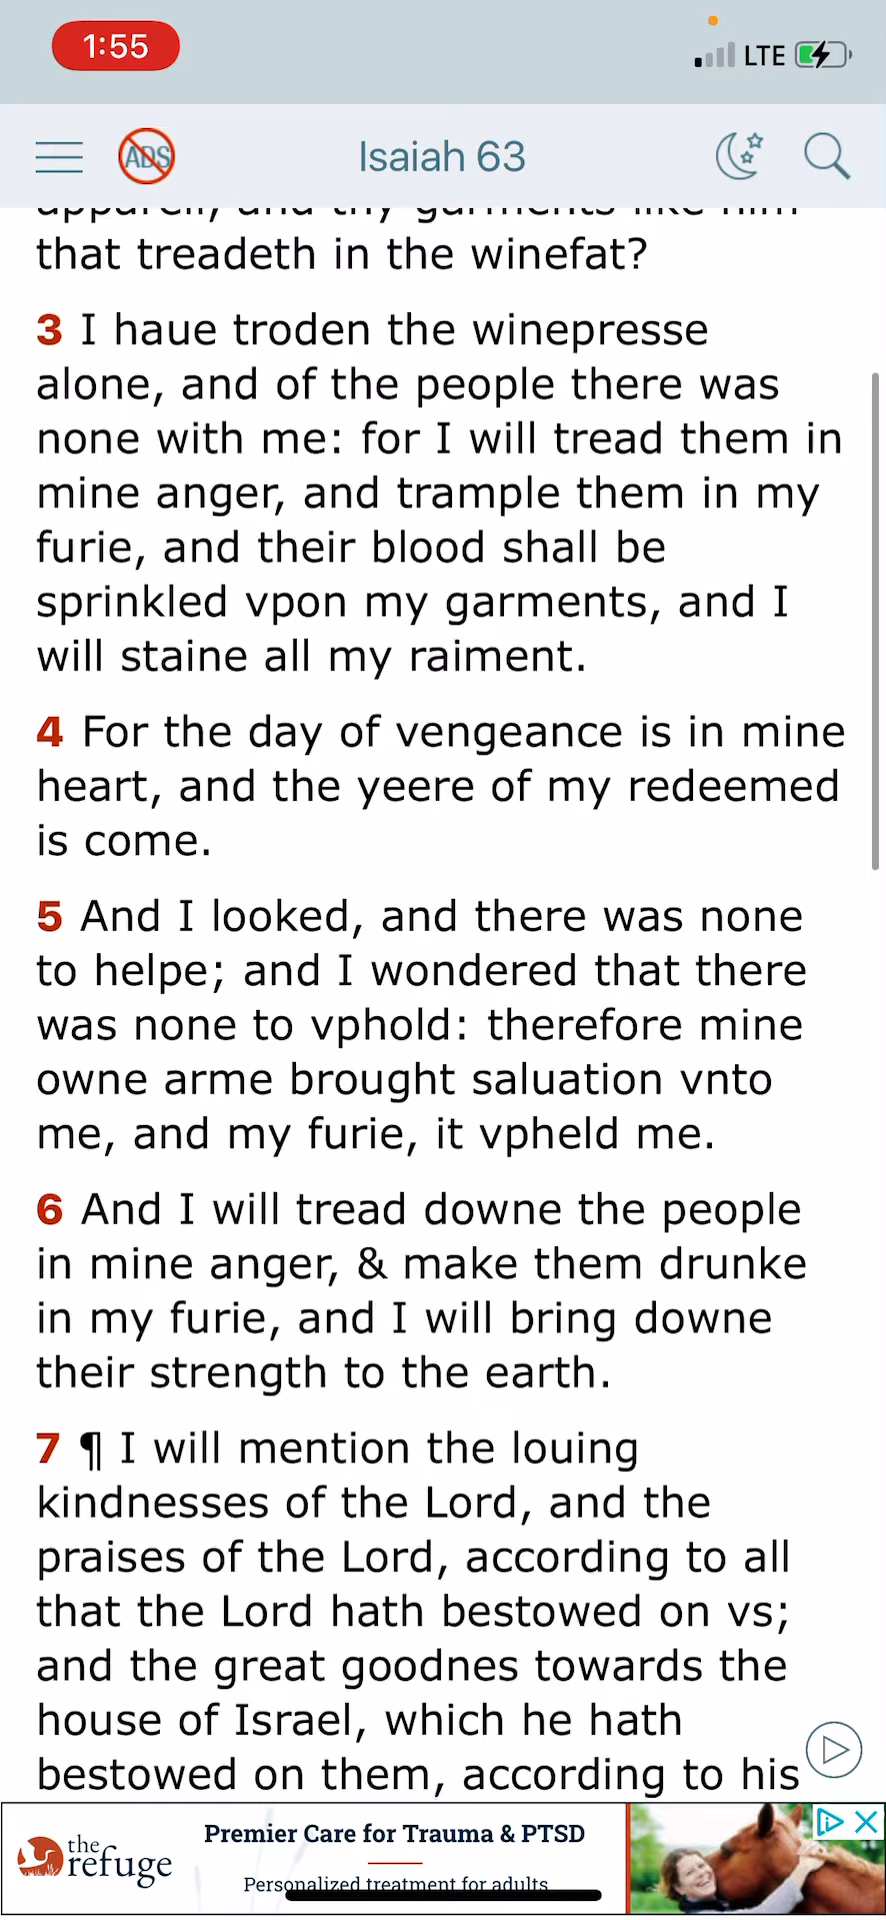 1:55
LTE
ADS
Isaiah 63
apparell, and thy garments like him
that treadeth in the winefat?
3 I haue troden the winepresse
alone, and of the people there was
none with me: for I will tread them in
mine anger, and trample them in my
furie, and their blood shall be
sprinkled vpon my garments, and I
will staine all my raiment.
4 For the day of vengeance is in mine
heart, and the yeere of my redeemed
is come.
5 And I looked, and there was none
to helpe; and I wondered that there
was none to vphold: therefore mine
owne arme brought saluation vnto
me, and my furie, it vpheld me.
6 And I will tread downe the people
in mine anger, & make them drunke
in my furie, and I will bring downe
their strength to the earth.
7 ¶ I will mention the louing
kindnesses of the Lord, and the
praises of the Lord, according to all
that the Lord hath bestowed on vs;
and the great goodnes towards the
house of Israel, which he hath
bestowed on them, according to his
the refuge
Premier Care for Trauma & PTSD
Personalized treatment for adults